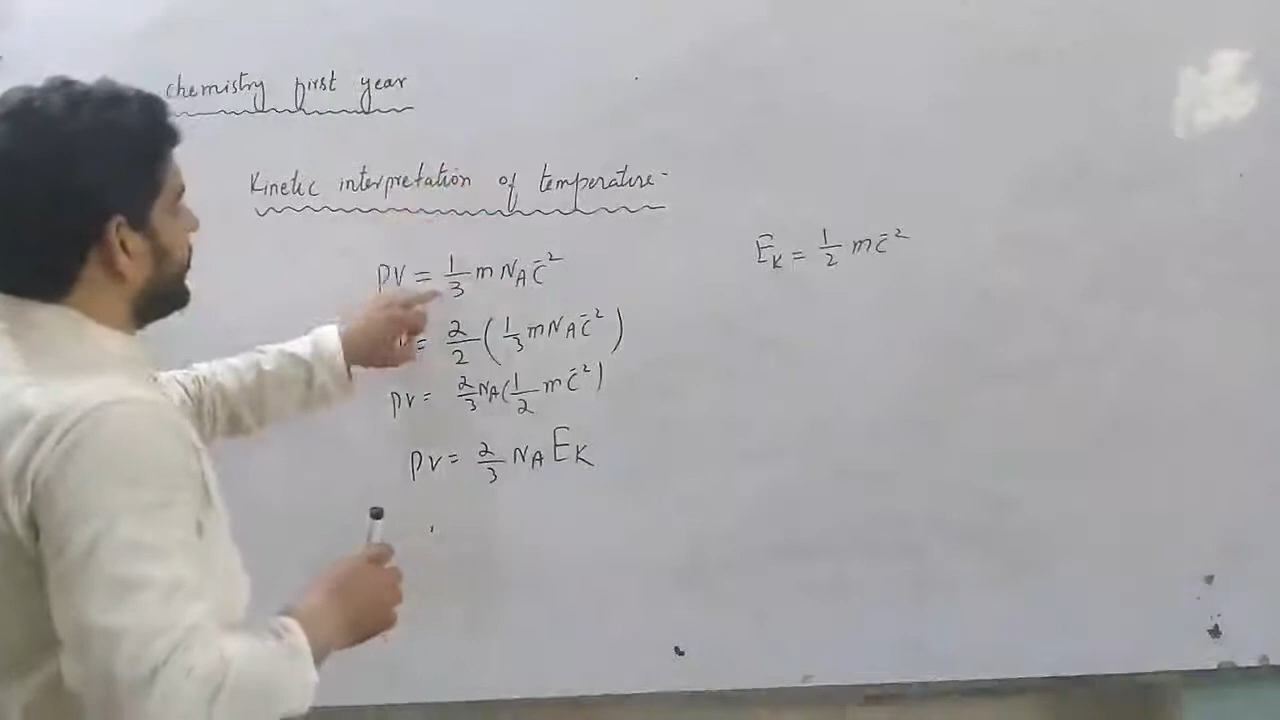 chemistry first year
Kinetic interpretation of temperature-
PV = 1/3 m N_A c̄²
= 2/2 (1/3 m N_A c̄²)
PV = 2/3 N_A (1/2 m c̄²)
PV = 2/3 N_A E_K
Ē_K = 1/2 m c̄²